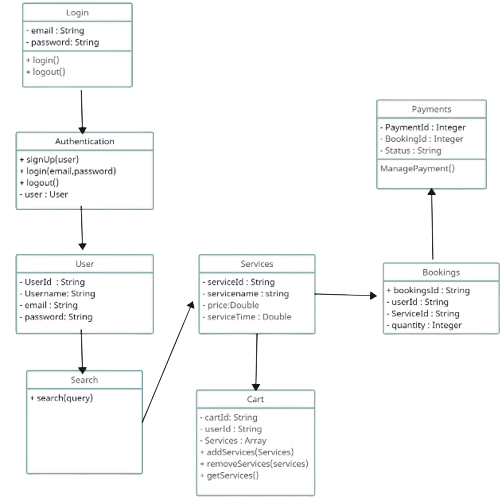 Login
- email : String
- password: String
+ login()
+ logout()
Authentication
+ signUp(user)
+ login(email,password)
+ logout()
- user : User
User
- UserId : String
- Username: String
- email : String
- password: String
Search
+ search(query)
Services
- serviceId : String
- servicename : string
- price:Double
- serviceTime : Double
Cart
- cartId: String
- userId : String
- Services : Array
+ addServices(Services)
+ removeServices(services)
+ getServices()
Payments
- PaymentId : Integer
- BookingId : Integer
- Status : String
ManagePayment()
Bookings
+ bookingsId : String
- userId : String
- ServiceId : String
- quantity : Integer